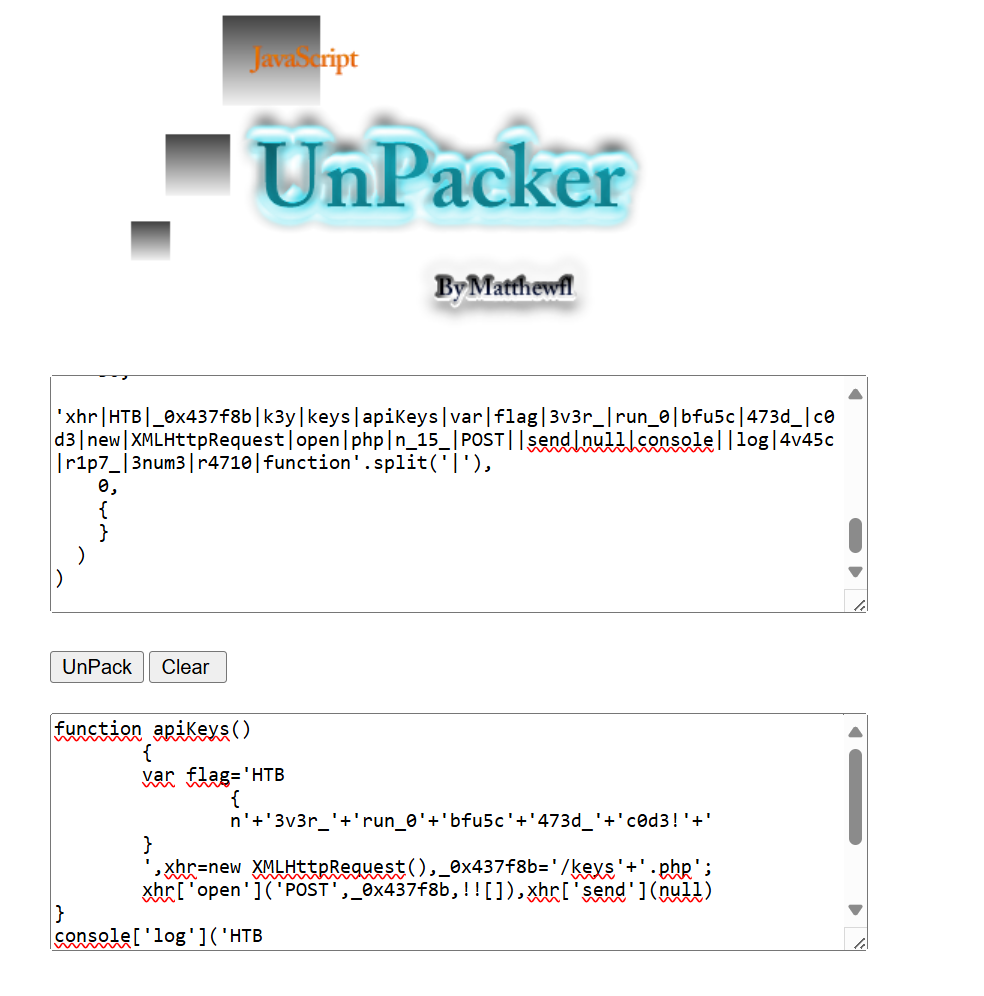 JavaScript
UnPacker
By Matthewfl
'xhr|HTB|_0x437f8b|k3y|keys|apiKeys|var|flag|3v3r_|run_0|bfu5c|473d_|c0
d3|new|XMLHttpRequest|open|php|n_15_|POST||send|null|console||log|4v45c
|r1p7_|3num3|r4710|function'.split('|'),
    0,
    {
    }
  )
)
UnPack Clear
function apiKeys()
	{
	var flag='HTB
		{
		n'+'3v3r_'+'run_0'+'bfu5c'+'473d_'+'c0d3!'+'
	}
	',xhr=new XMLHttpRequest(),_0x437f8b='/keys'+'.php';
	xhr['open']('POST',_0x437f8b,!![]),xhr['send'](null)
}
console['log']('HTB